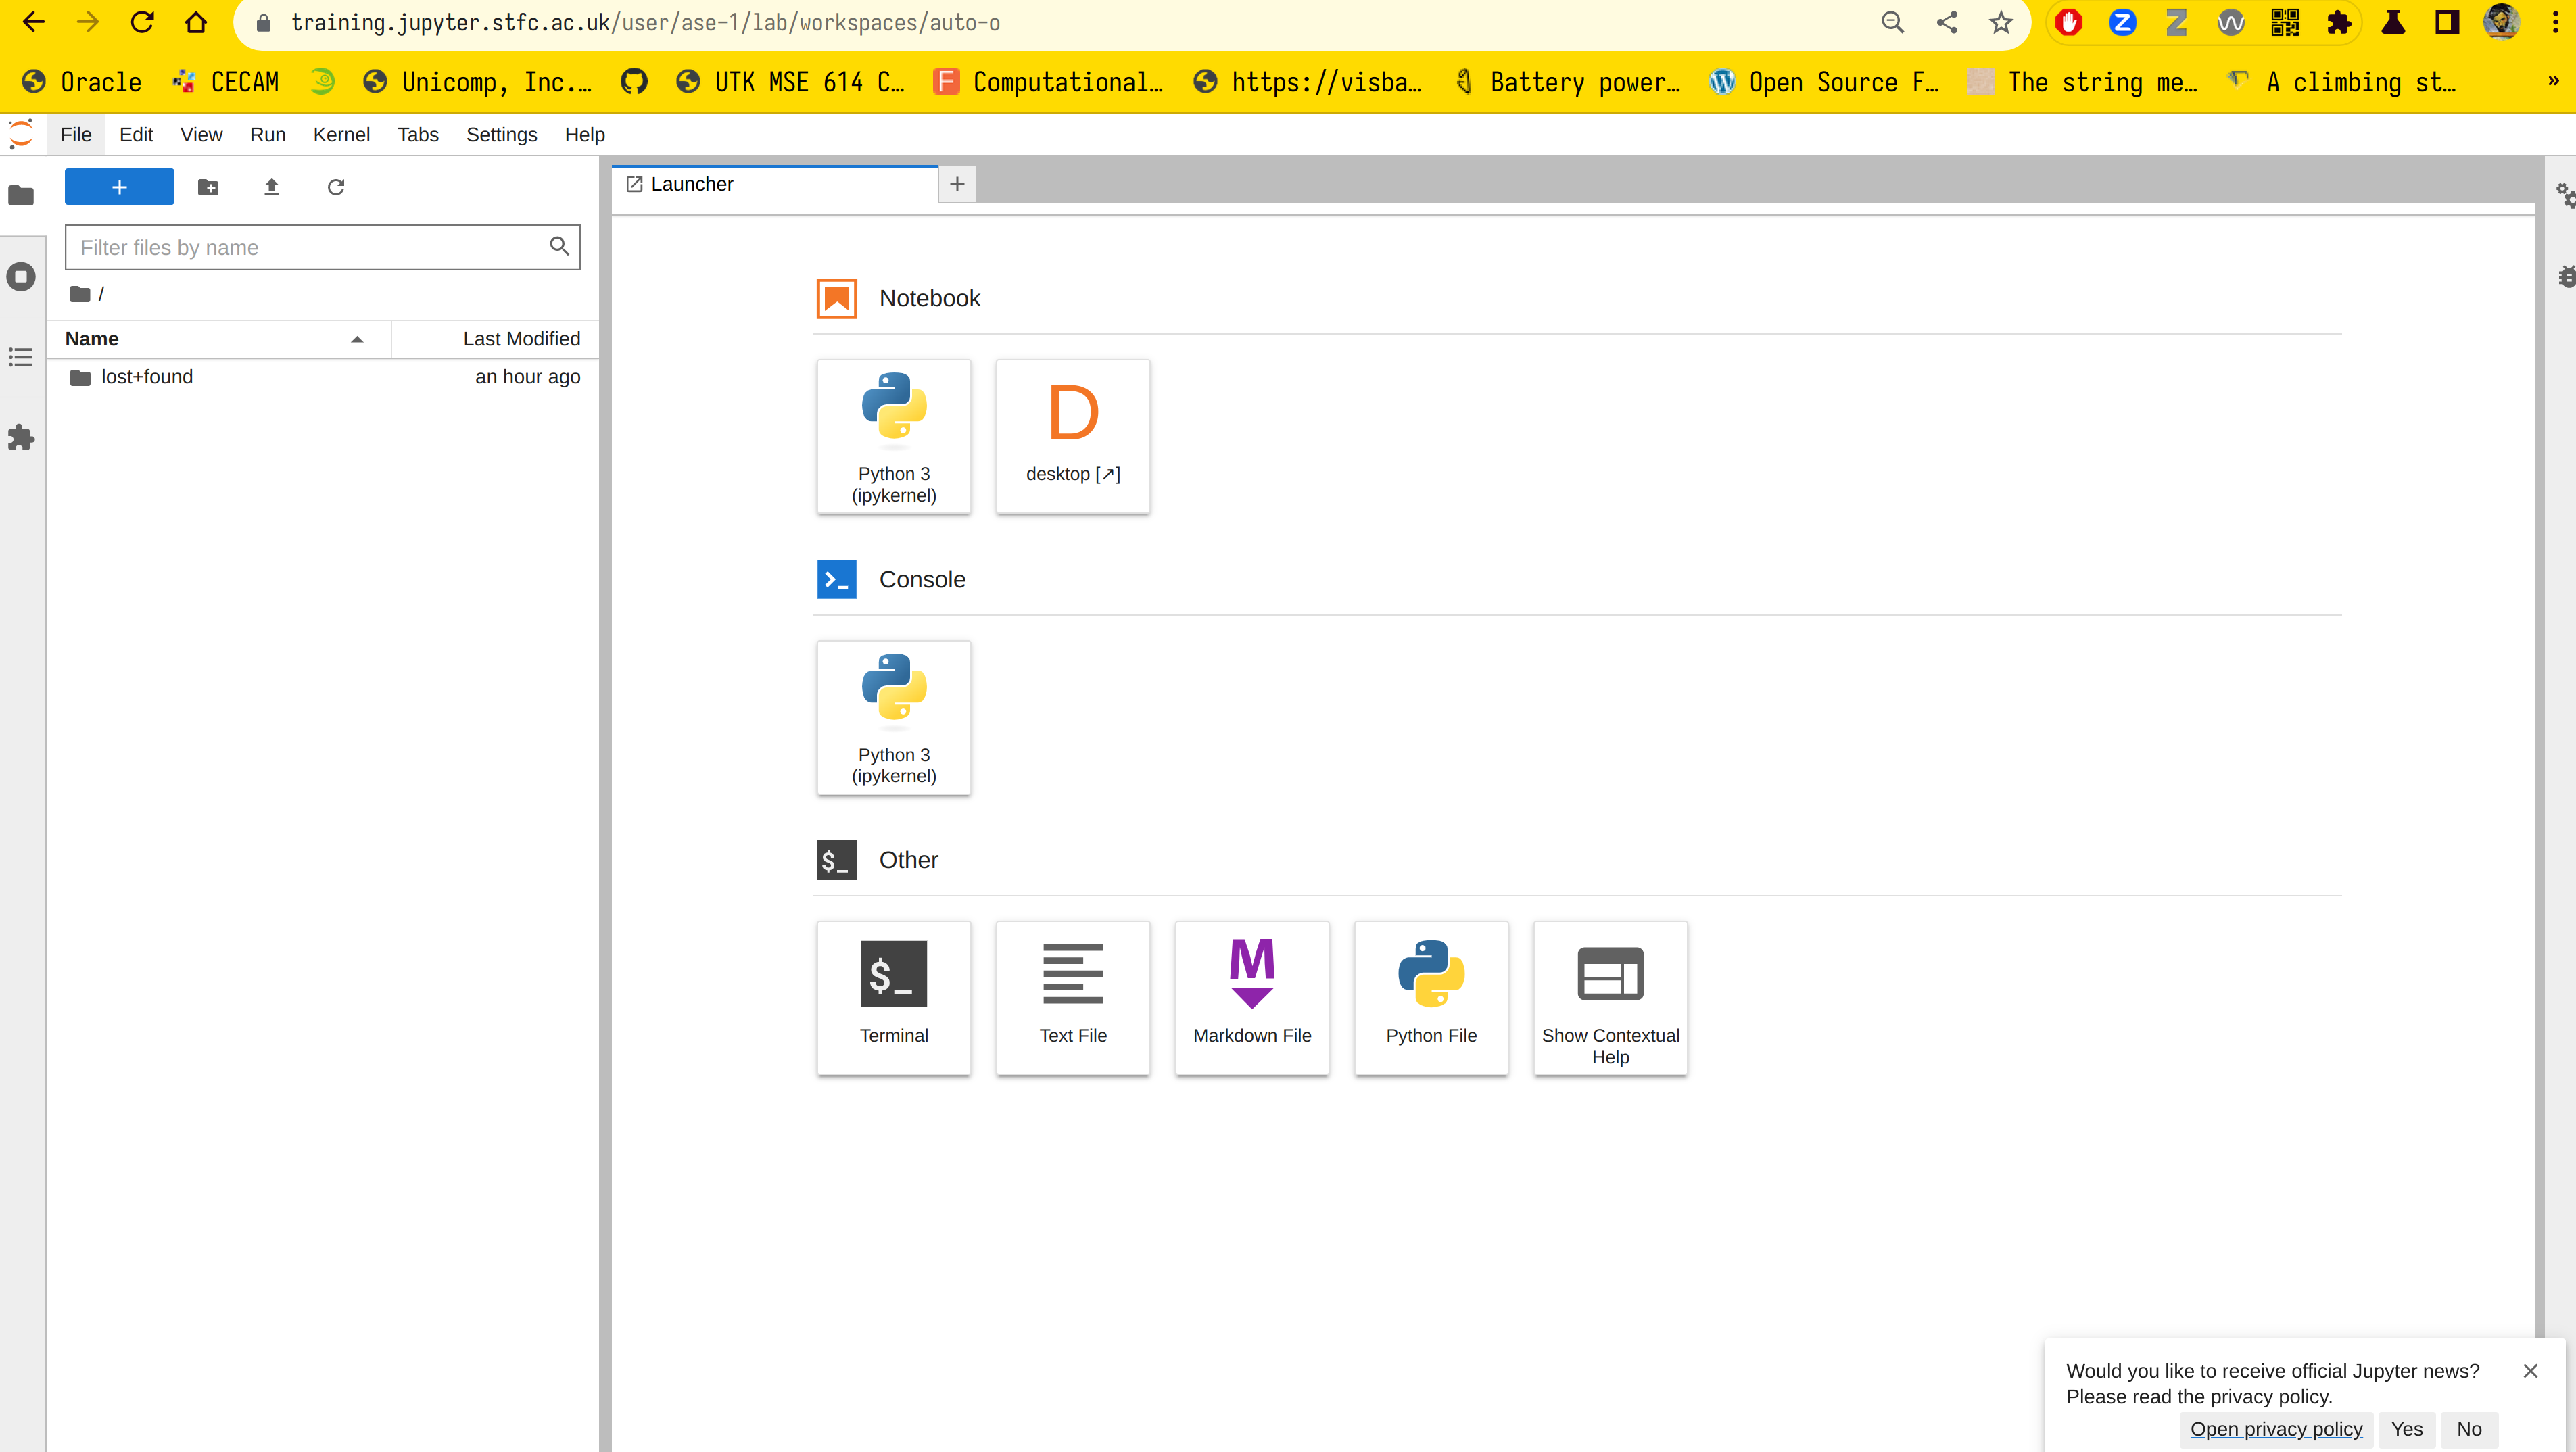 training.jupyter.stfc.ac.uk/user/ase-1/lab/workspaces/auto-o
Oracle CECAM Unicomp, Inc.… UTK MSE 614 C… Computational… https://visba… Battery power… Open Source F… The string me… A climbing st… »
File Edit View Run Kernel Tabs Settings Help
Launcher
Filter files by name
/
Name Last Modified
lost+found an hour ago
Notebook
Python 3
(ipykernel)
D
desktop [↗]
Console
Python 3
(ipykernel)
$_ Other
$_
Terminal
Text File
M
Markdown File
Python File
Show Contextual
Help
Would you like to receive official Jupyter news?
Please read the privacy policy.
Open privacy policy Yes No